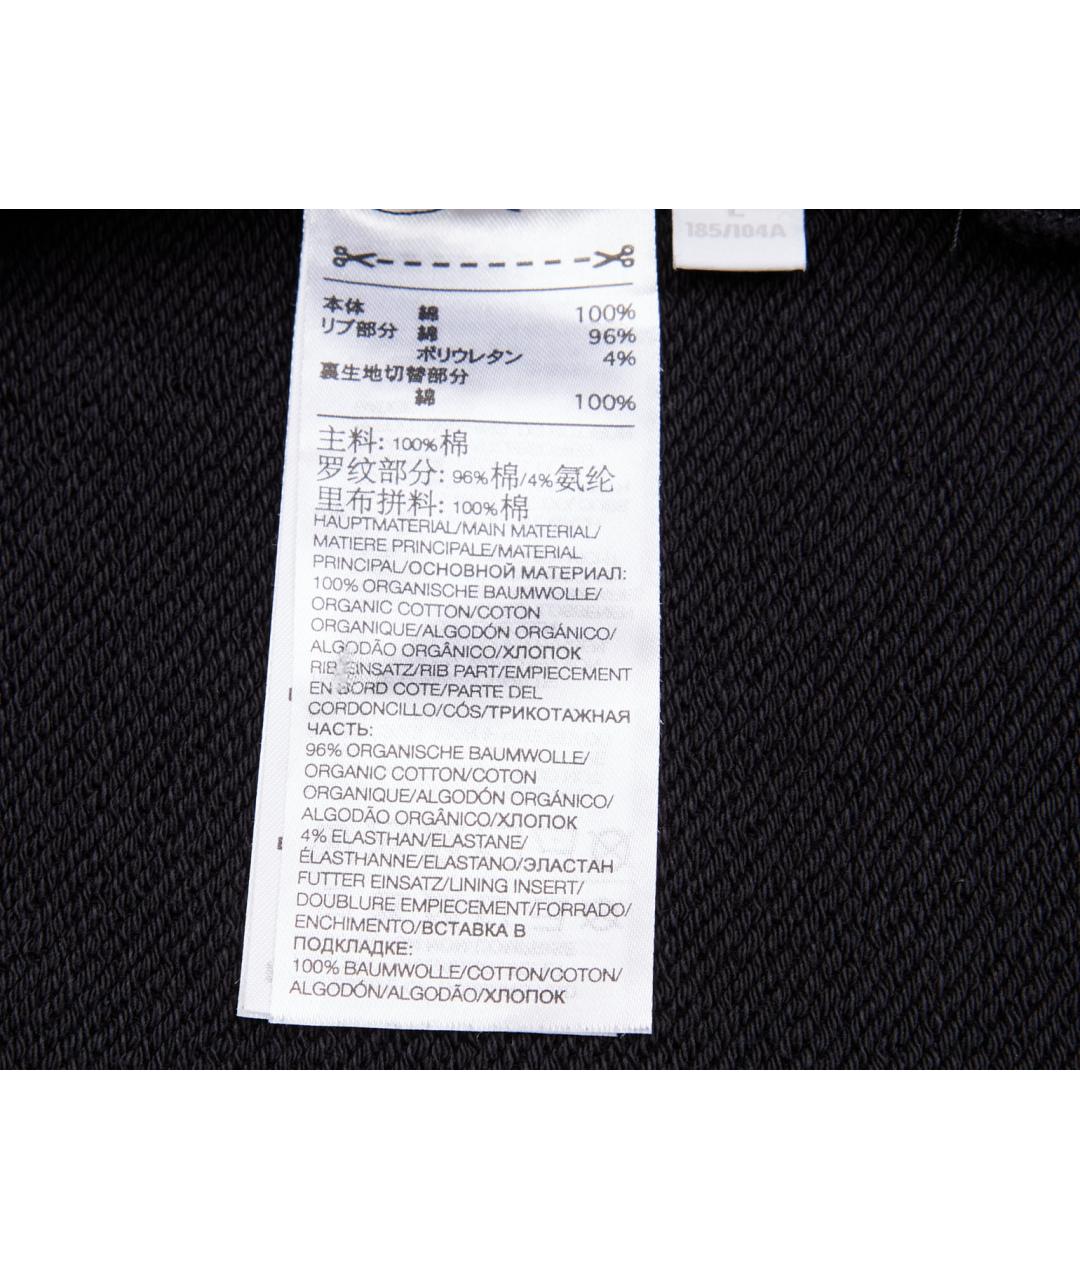 L
185/104A
本体 綿 100%
リブ部分 綿 96%
ポリウレタン 4%
裏生地切替部分
綿 100%
主料: 100%棉
罗纹部分: 96%棉/4%氨纶
里布拼料: 100%棉
HAUPTMATERIAL/MAIN MATERIAL/
MATIERE PRINCIPALE/MATERIAL
PRINCIPAL/ОСНОВНОЙ МАТЕРИАЛ:
100% ORGANISCHE BAUMWOLLE/
ORGANIC COTTON/COTON
ORGANIQUE/ALGODÓN ORGÁNICO/
ALGODÃO ORGÂNICO/ХЛОПОК
RIB EINSATZ/RIB PART/EMPIECEMENT
EN BORD COTE/PARTE DEL
CORDONCILLO/CÓS/ТРИКОТАЖНАЯ
ЧАСТЬ:
96% ORGANISCHE BAUMWOLLE/
ORGANIC COTTON/COTON
ORGANIQUE/ALGODÓN ORGÁNICO/
ALGODÃO ORGÂNICO/ХЛОПОК
4% ELASTHAN/ELASTANE/
ÉLASTHANNE/ELASTANO/ЭЛАСТАН
FUTTER EINSATZ/LINING INSERT/
DOUBLURE EMPIECEMENT/FORRADO/
ENCHIMENTO/ВСТАВКА В
ПОДКЛАДКЕ:
100% BAUMWOLLE/COTTON/COTON/
ALGODÓN/ALGODÃO/ХЛОПОК